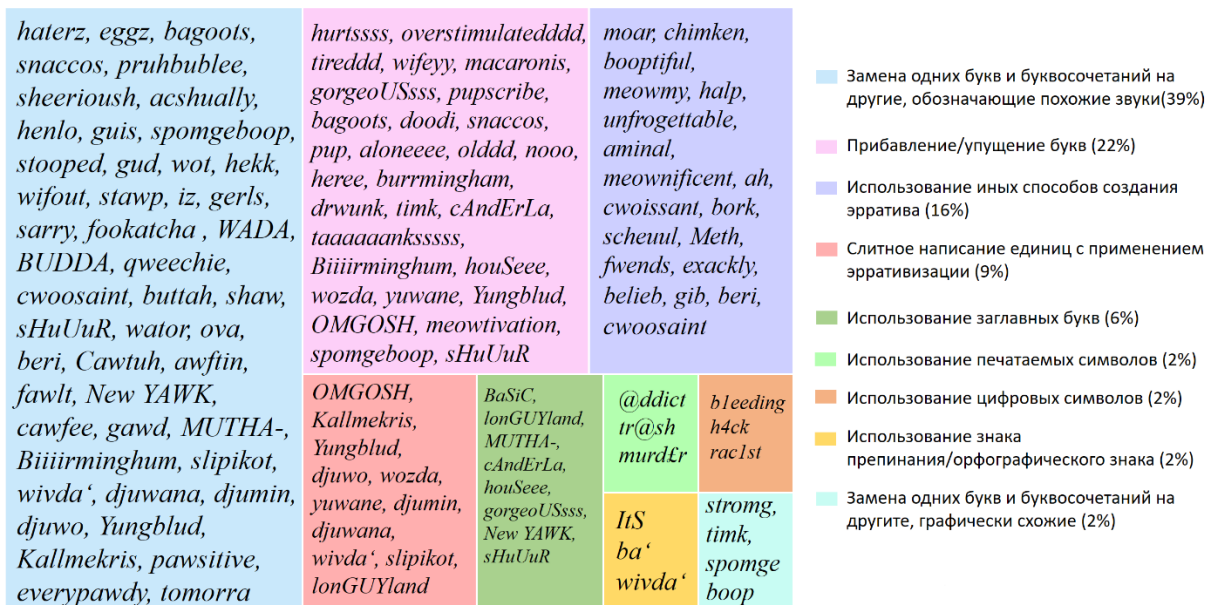 haterz, eggz, bagoots,
snaccos, pruhbublee,
sheerioush, acshually,
henlo, guis, spomgeboop,
stooped, gud, wot, hekk,
wifout, stawp, iz, gerls,
sarry, fookatcha , WADA,
BUDDA, qweechie,
cwoosaint, buttah, shaw,
sHuUuR, wator, ova,
beri, Cawtuh, awftin,
fawlt, New YAWK,
cawfee, gawd, MUTHA-,
Biiiirminghum, slipikot,
wivda‘, djuwana, djumin,
djuwo, Yungblud,
Kallmekris, pawsitive,
everypawdy, tomorra
hurtssss, overstimulatedddd,
tireddd, wifeyy, macaronis,
gorgeoUSsss, pupscribe,
bagoots, doodi, snaccos,
pup, aloneeee, olddd, nooo,
heree, burrmingham,
drwunk, timk, cAndErLa,
taaaaaanksssss,
Biiiirminghum, houSeee,
wozda, yuwane, Yungblud,
OMGOSH, meowtivation,
spomgeboop, sHuUuR
moar, chimken,
booptiful,
meowmy, halp,
unfrogettable,
aminal,
meownificent, ah,
cwoissant, bork,
scheuul, Meth,
fwends, exackly,
belieb, gib, beri,
cwoosaint
OMGOSH,
Kallmekris,
Yungblud,
djuwo, wozda,
yuwane, djumin,
djuwana,
wivda‘, slipikot,
lonGUYland
BaSiC,
lonGUYland,
MUTHA-,
cAndErLa,
houSeee,
gorgeoUSsss,
New YAWK,
sHuUuR
@ddict
tr@sh
murd£r
b1eeding
h4ck
rac1st
ItS
ba‘
wivda‘
stromg,
timk,
spomge
boop
Замена одних букв и буквосочетаний на
другие, обозначающие похожие звуки(39%)
Прибавление/упущение букв (22%)
Использование иных способов создания
эрратива (16%)
Слитное написание единиц с применением
эрративизации (9%)
Использование заглавных букв (6%)
Использование печатаемых символов (2%)
Использование цифровых символов (2%)
Использование знака
препинания/орфографического знака (2%)
Замена одних букв и буквосочетаний на
другите, графически схожие (2%)